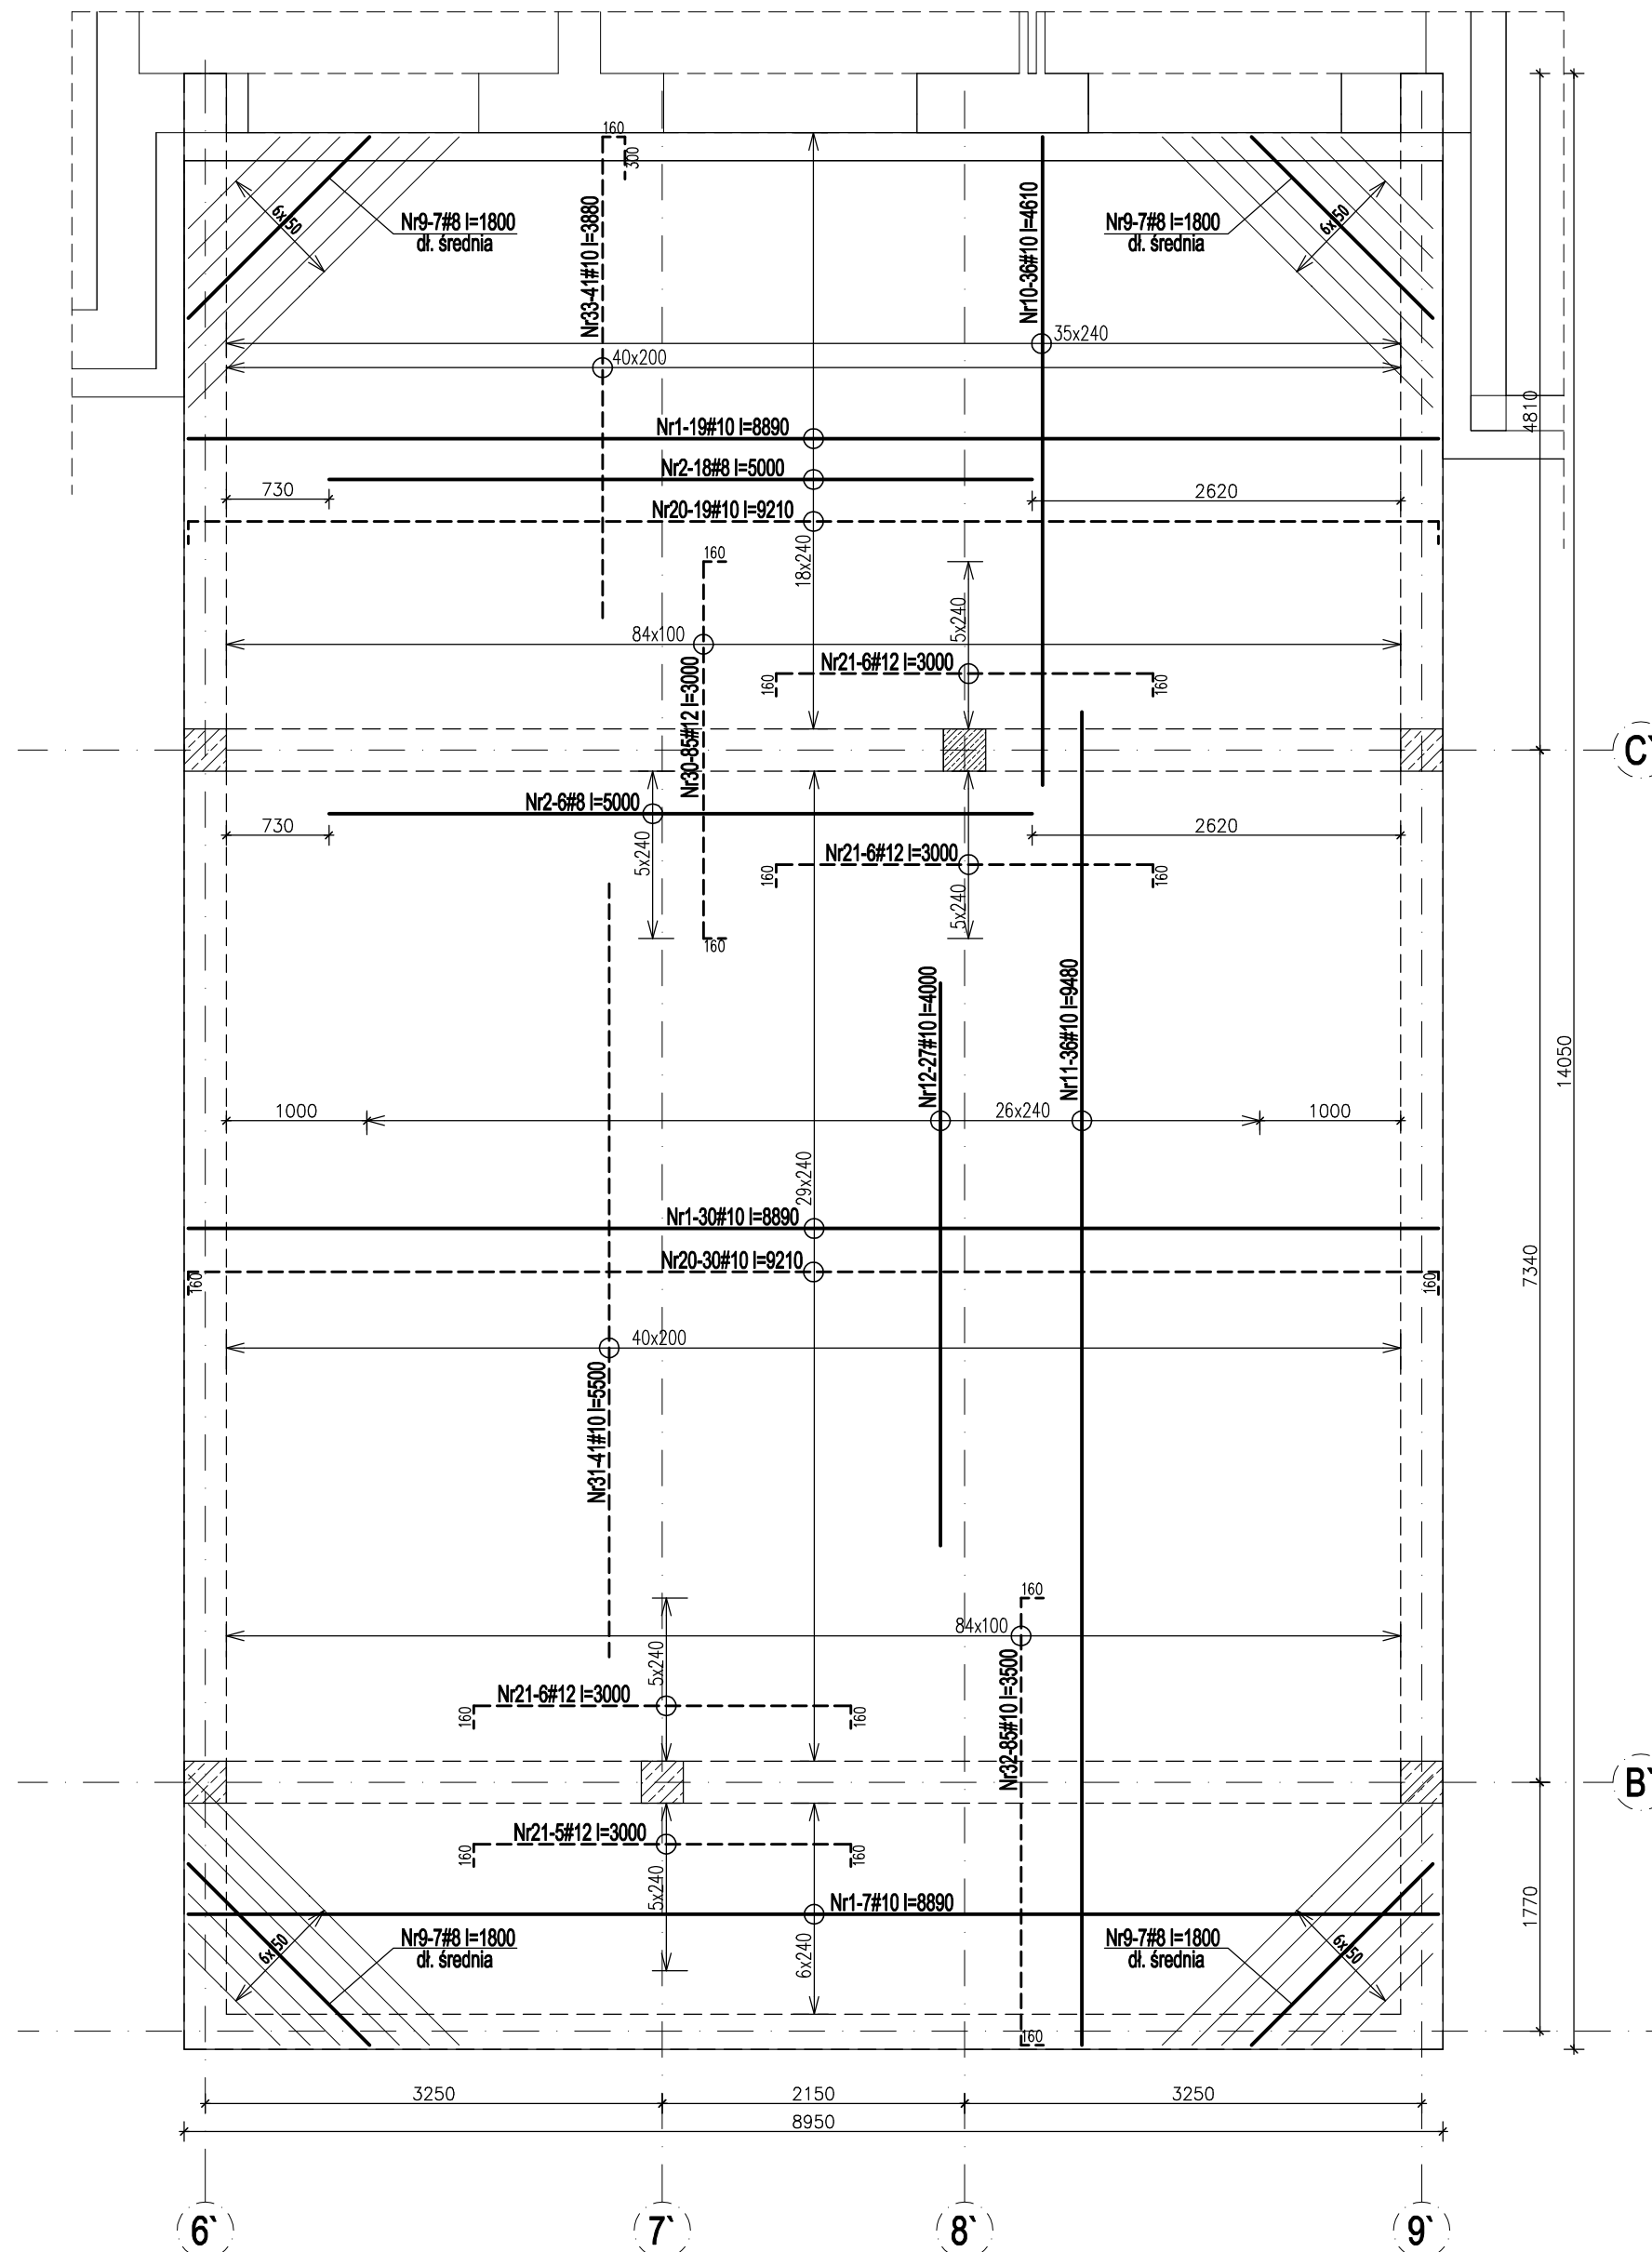 160
300
Nr33-41#10 l=3880
Nr10-36#10 l=4610
Nr9-7#8 l=1800
dł. średnia
6x150
Nr9-7#8 l=1800
dł. średnia
6x150
35x240
40x200
4810
Nr1-19#10 l=8890
Nr2-18#8 l=5000
730
2620
Nr20-19#10 l=9210
18x240
160
5x240
84x100
Nr30-85#12 l=3000
Nr21-6#12 l=3000
160
160
C`
Nr2-6#8 l=5000
730
2620
5x240
Nr21-6#12 l=3000
160
160
5x240
160
Nr12-27#10 l=4000
Nr11-36#10 l=9480
14050
1000
26x240
1000
29x240
Nr1-30#10 l=8890
Nr20-30#10 l=9210
160
160
7340
40x200
Nr31-41#10 l=5500
160
84x100
5x240
Nr32-85#10 l=3500
Nr21-6#12 l=3000
160
160
B`
Nr21-5#12 l=3000
160
160
5x240
Nr1-7#10 l=8890
1770
6x240
6x150
Nr9-7#8 l=1800
dł. średnia
Nr9-7#8 l=1800
dł. średnia
6x150
160
3250
2150
3250
8950
6`
7`
8`
9`